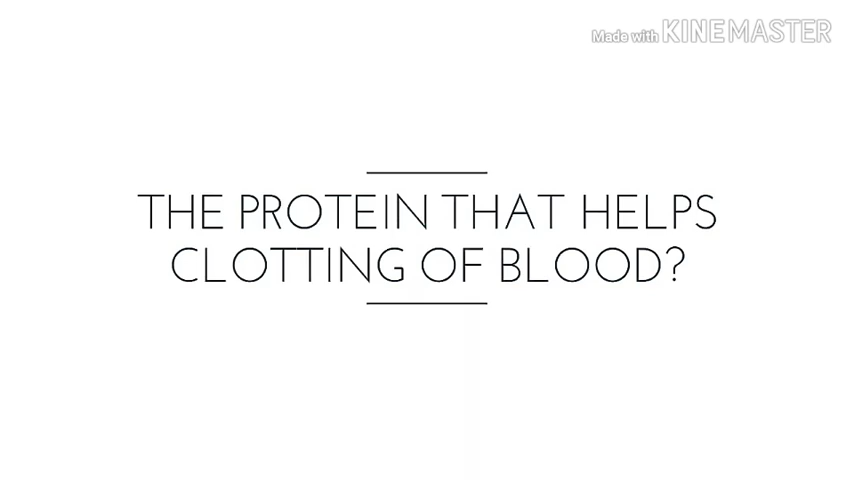 Made with KINEMASTER
THE PROTEIN THAT HELPS
CLOTTING OF BLOOD?